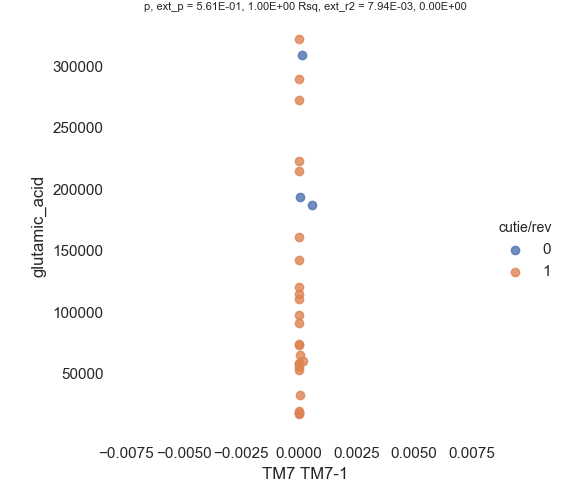 p, ext_p = 5.61E-01, 1.00E+00 Rsq, ext_r2 = 7.94E-03, 0.00E+00
300000
250000
200000
150000
100000
50000
glutamic_acid
cutie/rev
0
1
−0.0075 −0.0050 −0.0025 0.0000 0.0025 0.0050 0.0075
TM7 TM7-1